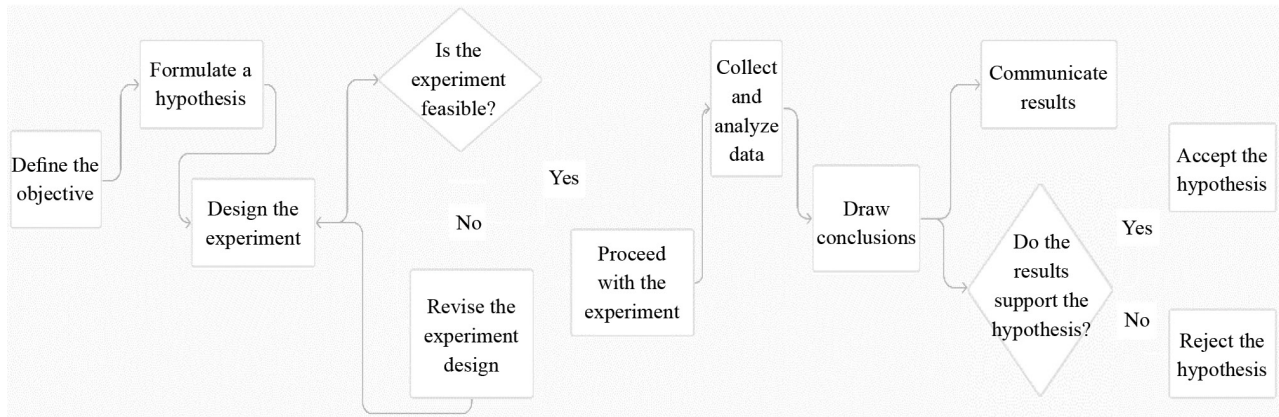 Define the
objective
Formulate a
hypothesis
Design the
experiment
Is the
experiment
feasible?
No
Yes
Revise the
experiment
design
Proceed
with the
experiment
Collect
and
analyze
data
Draw
conclusions
Communicate
results
Do the
results
support the
hypothesis?
Yes
No
Accept the
hypothesis
Reject the
hypothesis